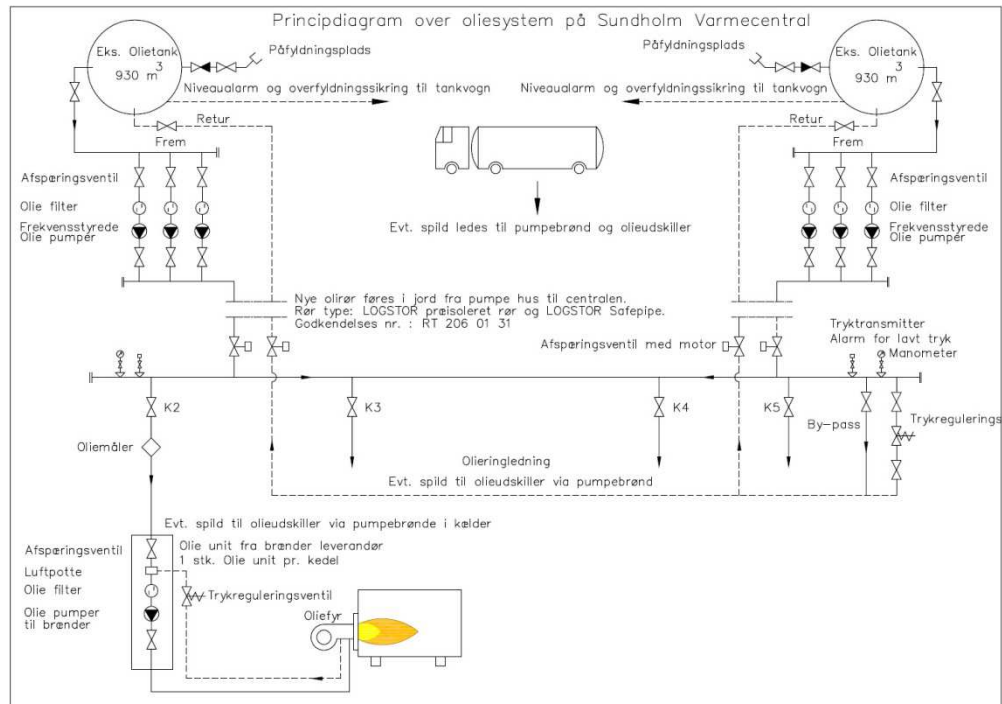 Principdiagram over oliesystem på Sundholm Varmecentral
Eks. Olietank
930 m3
Påfyldningsplads
Påfyldningsplads
Eks. Olietank
930 m3
Niveaualarm og overfyldningssikring til tankvogn
Niveaualarm og overfyldningssikring til tankvogn
Retur
Retur
Frem
Frem
Afspæringsventil
Olie filter
Frekvensstyrede
Olie pumper
Afspæringsventil
Olie filter
Frekvensstyrede
Olie pumper
Evt. spild ledes til pumpebrønd og olieudskiller
Nye olirør føres i jord fra pumpe hus til centralen.
Rør type: LOGSTOR præisoleret rør og LOGSTOR Safepipe.
Godkendelses nr. : RT 206 01 31
Afspæringsventil med motor
Tryktransmitter
Alarm for lavt tryk
Manometer
K2
K3
K4
K5
By-pass
Trykregulerings
Oliemåler
Olieringledning
Evt. spild til olieudskiller via pumpebrønd
Evt. spild til olieudskiller via pumpebrønde i kælder
Afspæringsventil
Luftpotte
Olie filter
Olie pumper
til brænder
Olie unit fra brænder leverandør
1 stk. Olie unit pr. kedel
Trykreguleringsventil
Oliefyr